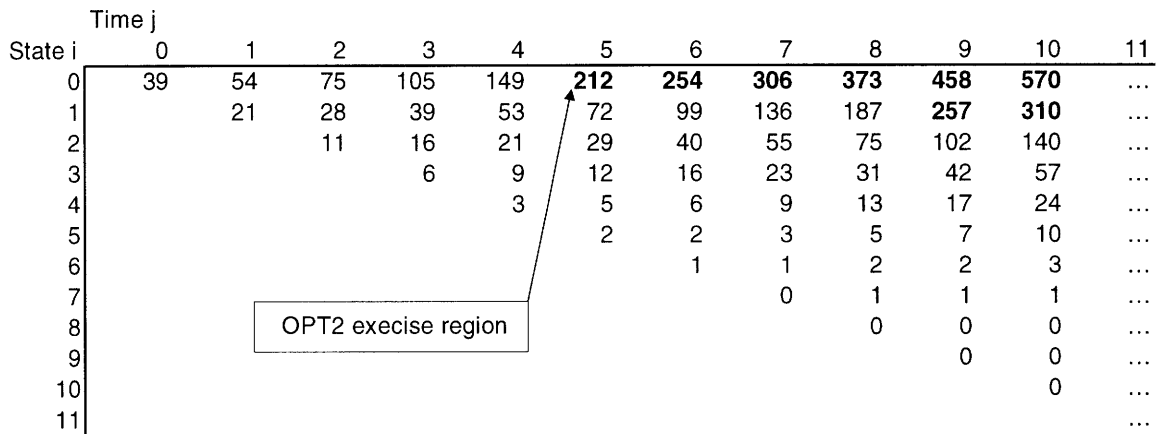 Time j
State i 0 1 2 3 4 5 6 7 8 9 10 11
0 39 54 75 105 149 212 254 306 373 458 570 ...
1 21 28 39 53 72 99 136 187 257 310 ...
2 11 16 21 29 40 55 75 102 140 ...
3 6 9 12 16 23 31 42 57 ...
4 3 5 6 9 13 17 24 ...
5 2 2 3 5 7 10 ...
6 1 1 2 2 3 ...
7 0 1 1 1 ...
OPT2 execise region
8 0 0 0 ...
9 0 0 ...
10 0 ...
11 ...